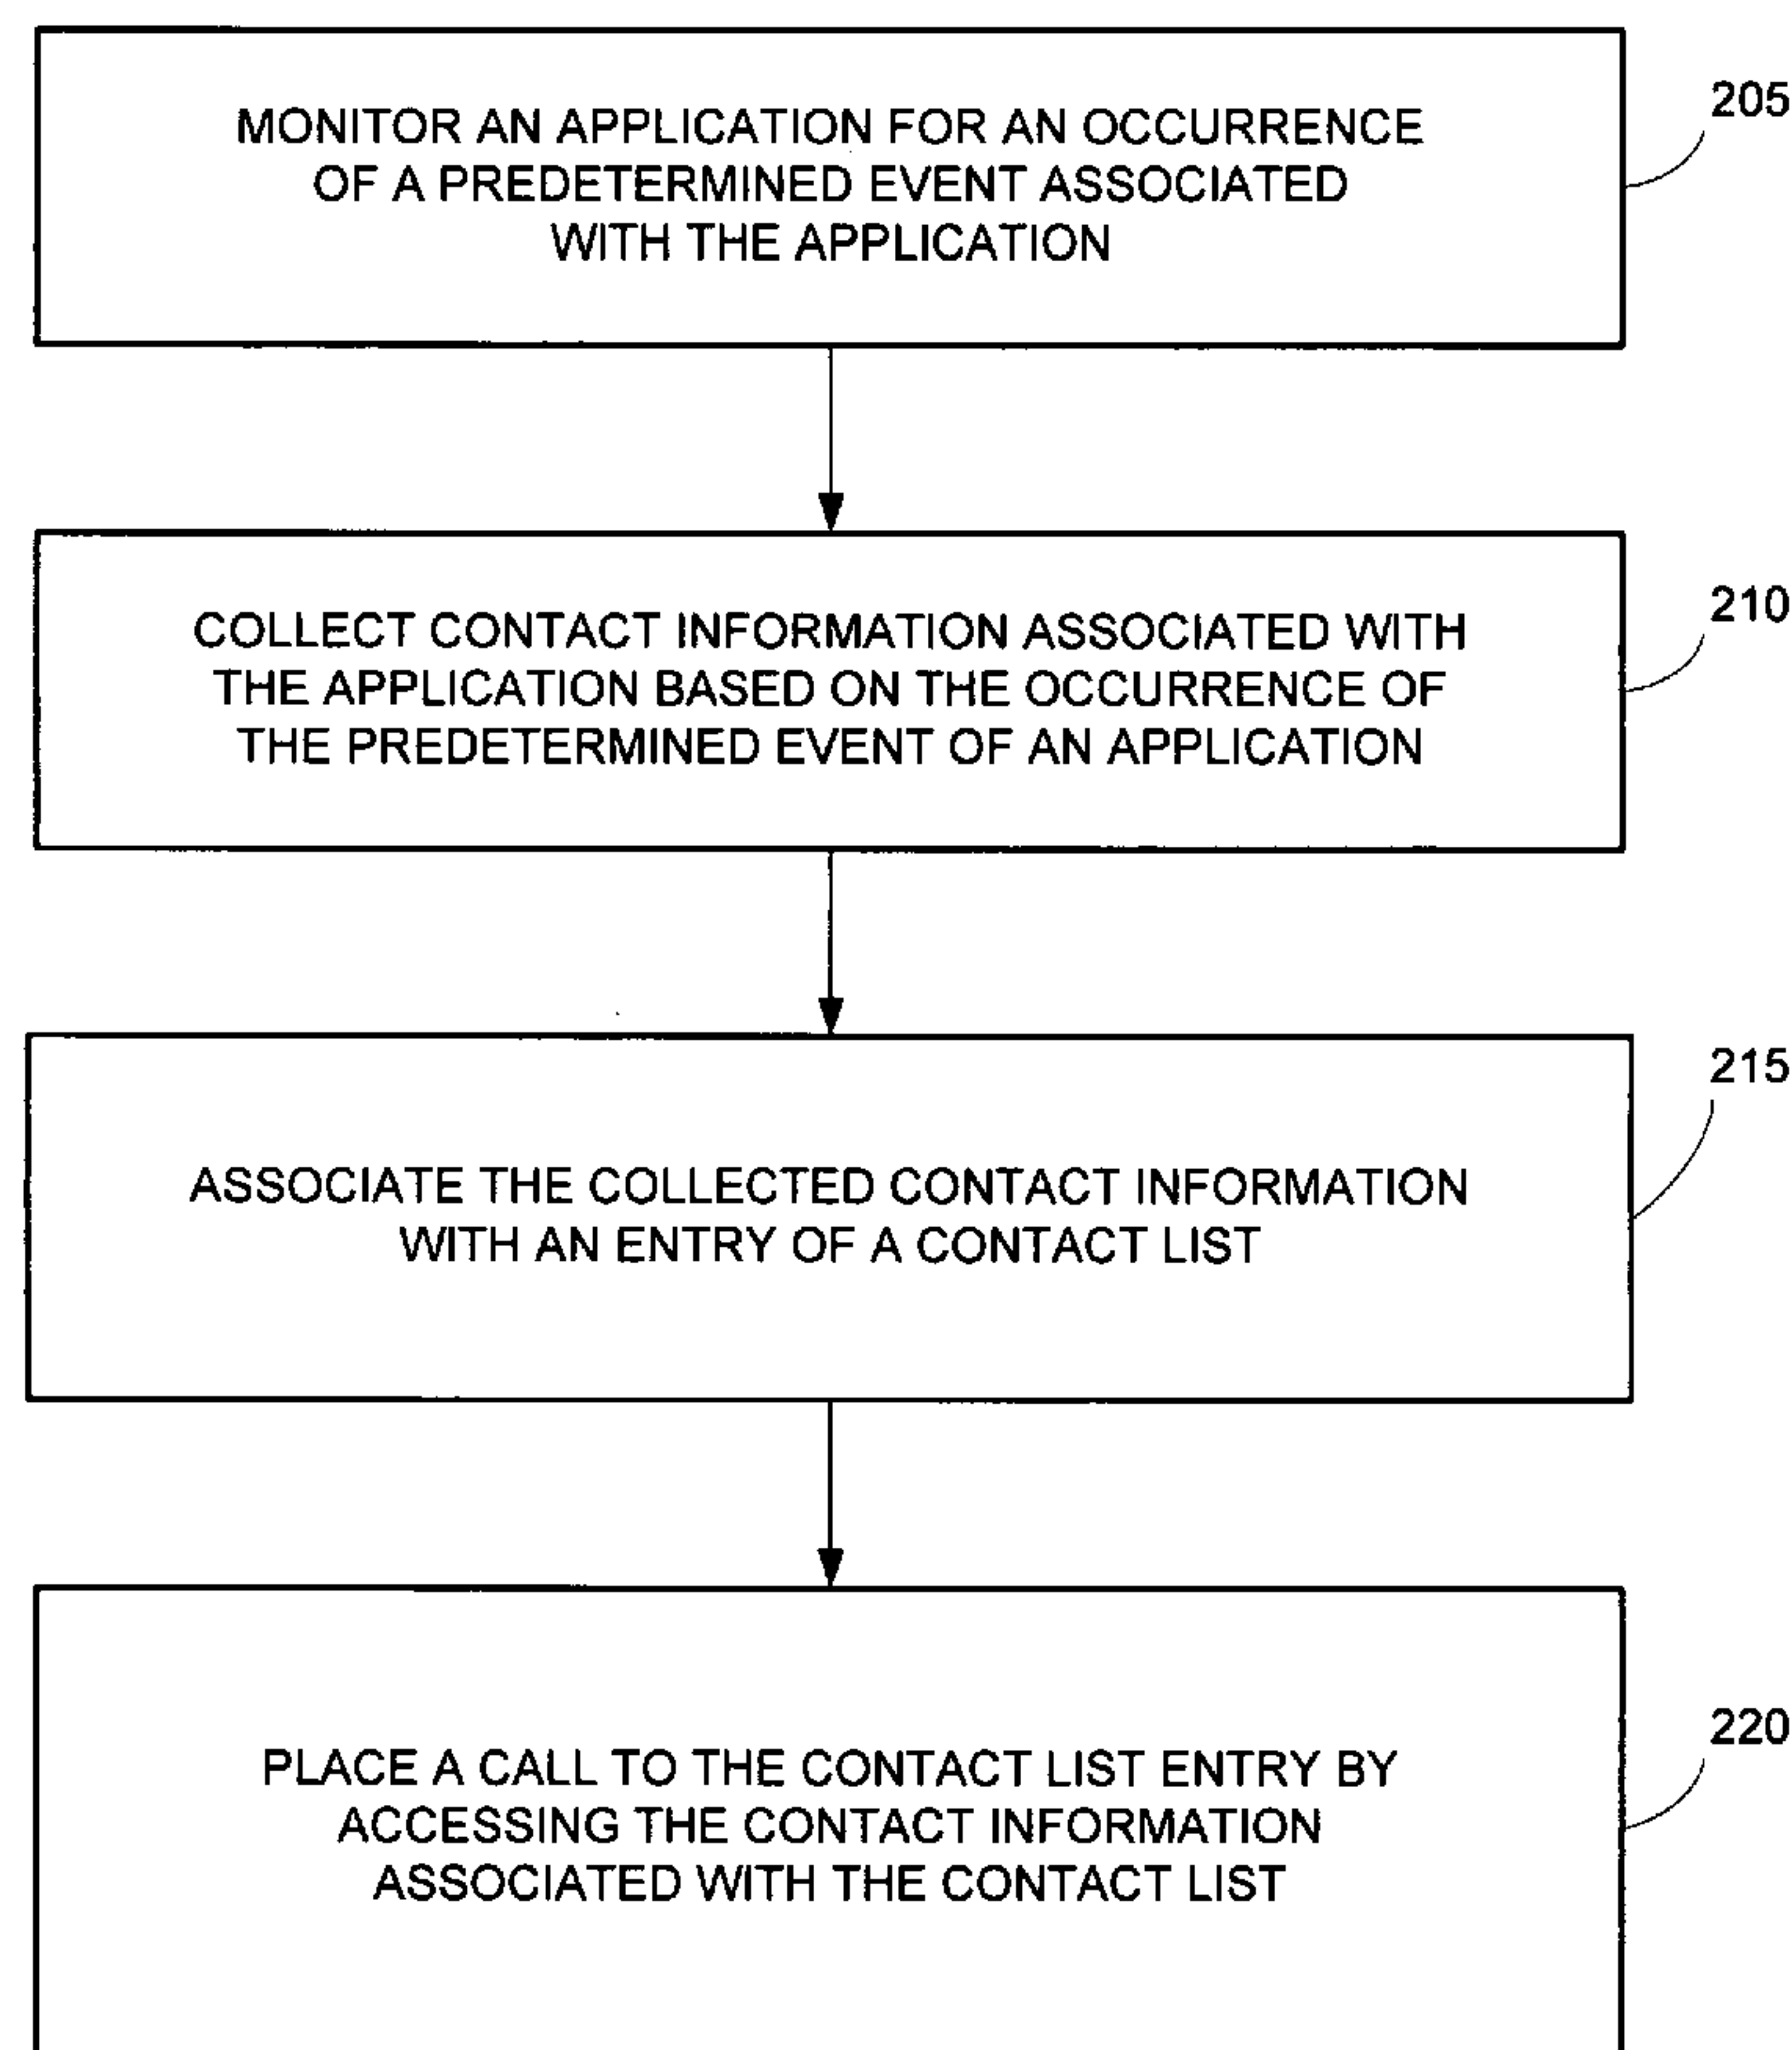 205
MONITOR AN APPLICATION FOR AN OCCURRENCE
OF A PREDETERMINED EVENT ASSOCIATED
WITH THE APPLICATION
210
COLLECT CONTACT INFORMATION ASSOCIATED WITH
THE APPLICATION BASED ON THE OCCURRENCE OF
THE PREDETERMINED EVENT OF AN APPLICATION
215
ASSOCIATE THE COLLECTED CONTACT INFORMATION
WITH AN ENTRY OF A CONTACT LIST
220
PLACE A CALL TO THE CONTACT LIST ENTRY BY
ACCESSING THE CONTACT INFORMATION
ASSOCIATED WITH THE CONTACT LIST